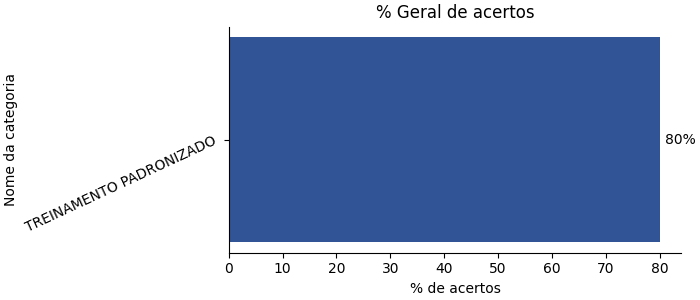 % Geral de acertos
Nome da categoria
TREINAMENTO PADRONIZADO
80%
0 10 20 30 40 50 60 70 80
% de acertos